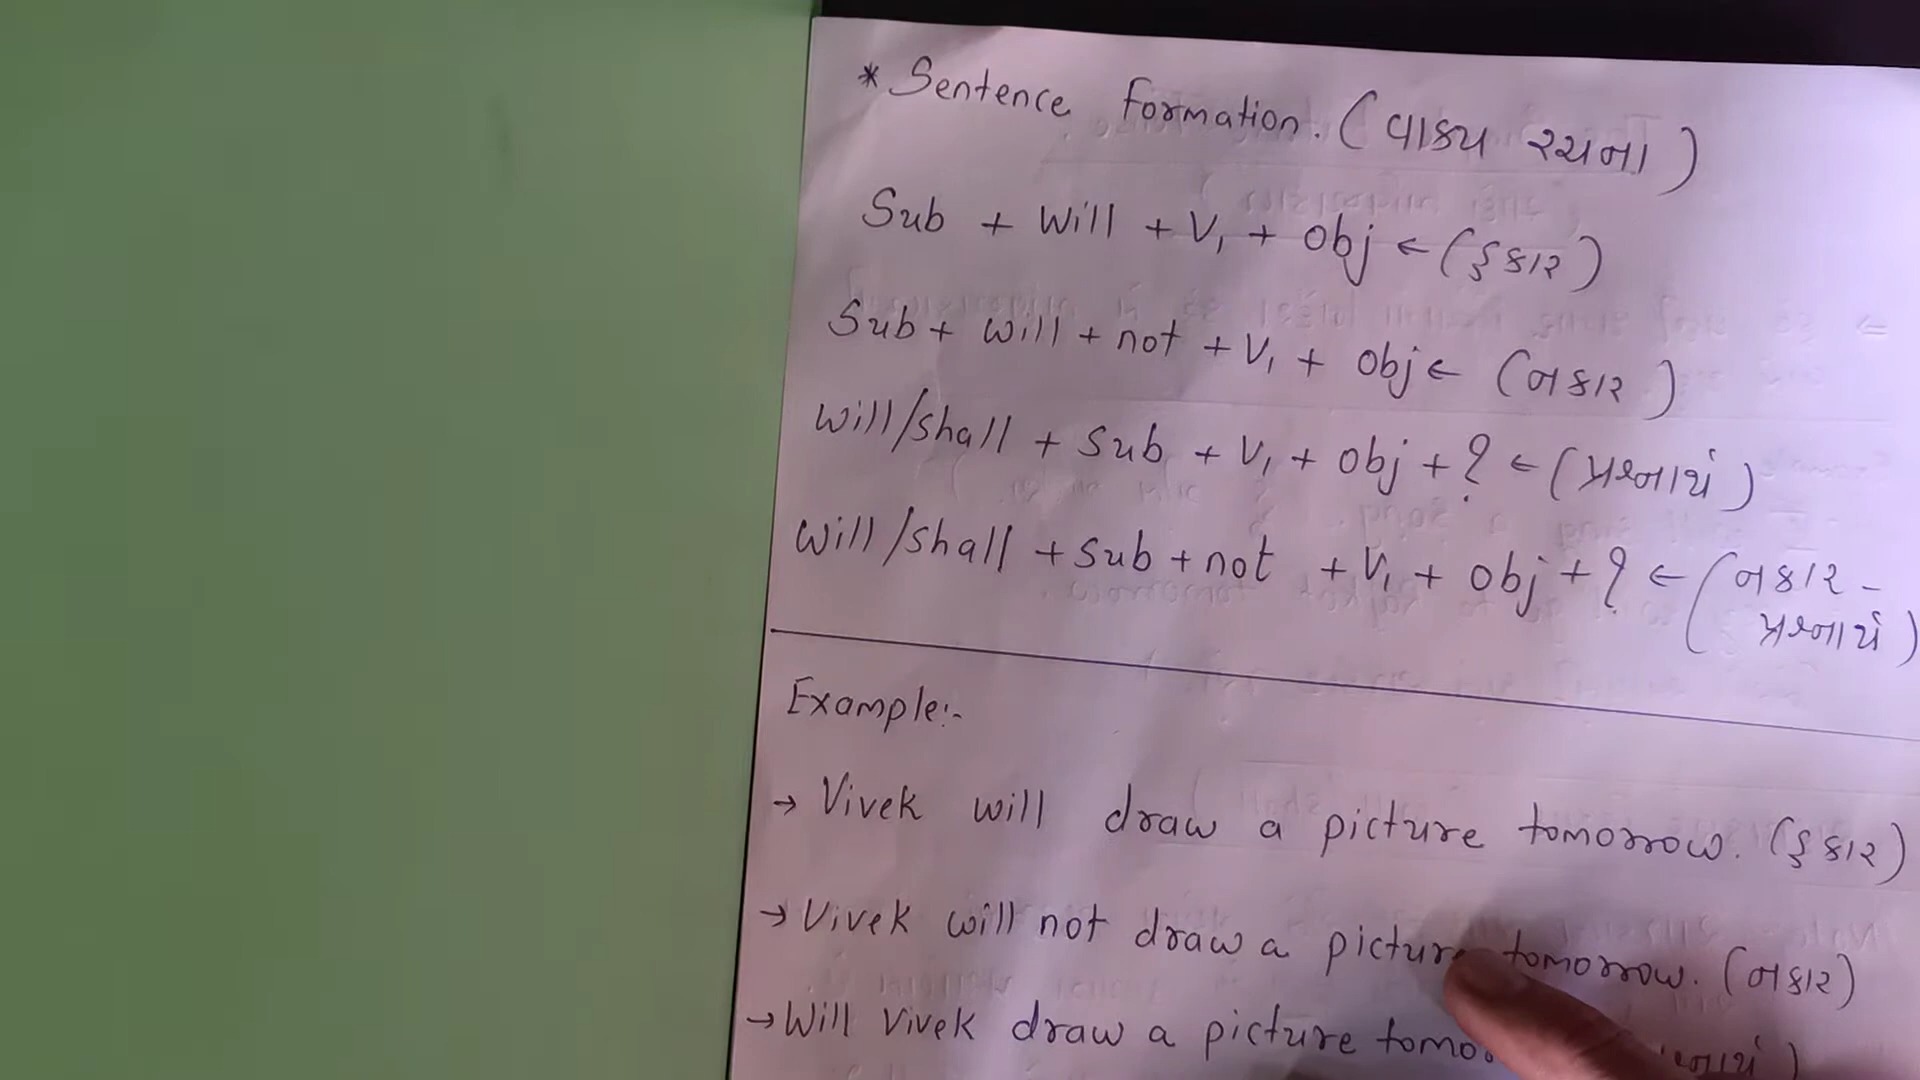 * Sentence formation. (વાકય રચના)
Sub + Will + V₁ + Obj ← (હકાર)
Sub + will + not + V₁ + Obj ← (નકાર)
Will/shall + Sub + V₁ + Obj + ? ← (પ્રશ્નાર્થ)
Will/shall + Sub + not + V₁ + Obj + ? ← (નકાર -
પ્રશ્નાર્થ)
Example:-
→ Vivek will draw a picture tomorrow. (હકાર)
→ Vivek will not draw a picture tomorrow. (નકાર)
→ Will Vivek draw a picture